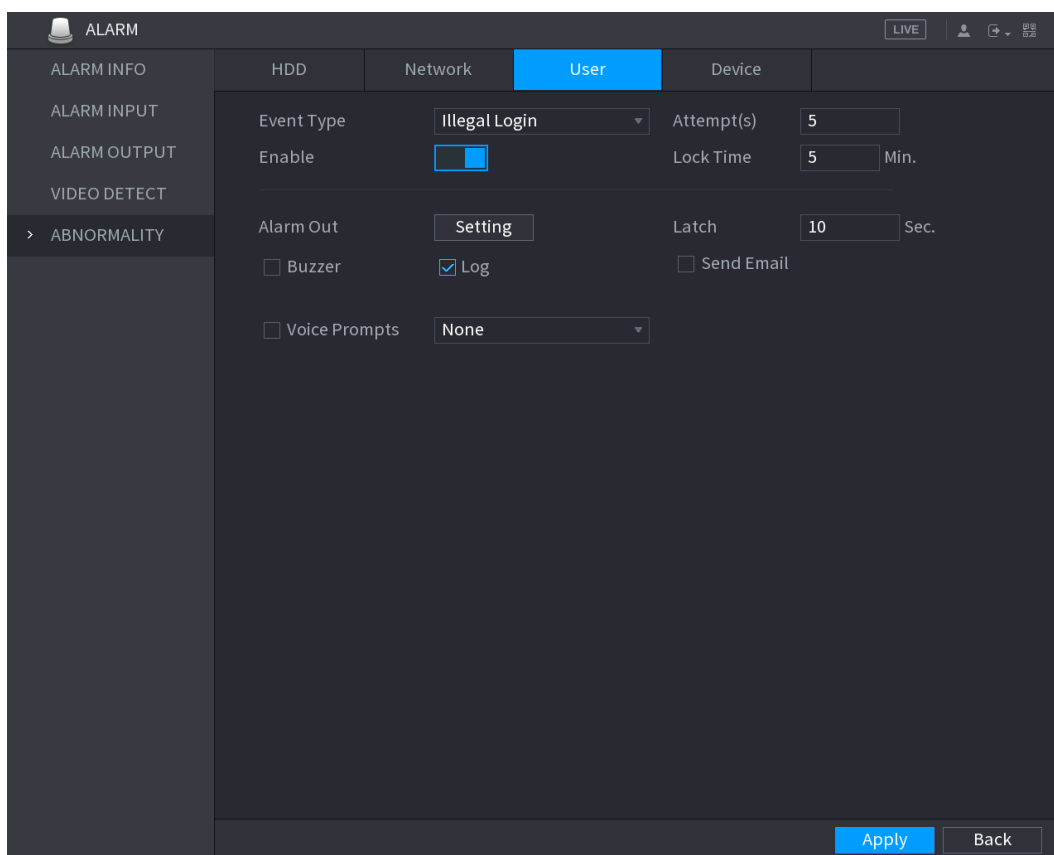 ALARM LIVE
ALARM INFO HDD Network User Device
ALARM INPUT
Event Type Illegal Login Attempt(s) 5
ALARM OUTPUT
Enable Lock Time 5 Min.
VIDEO DETECT
ABNORMALITY
Alarm Out Setting Latch 10 Sec.
Buzzer Log Send Email
Voice Prompts None
Apply Back